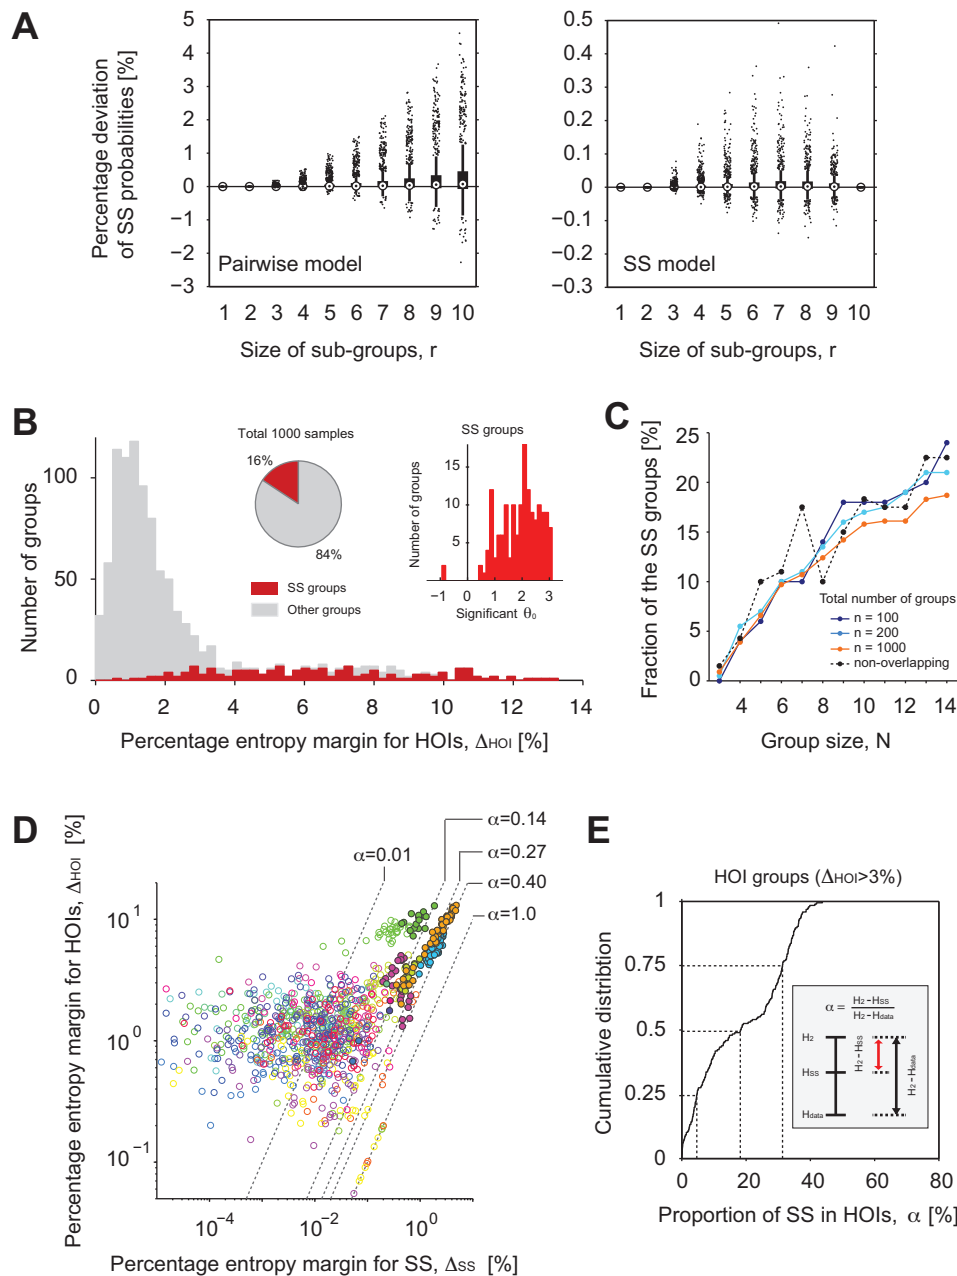 A
Percentage deviation
of SS probabilities [%]
5
4
3
2
1
0
−1
−2
−3
Pairwise model
1 2 3 4 5 6 7 8 9 10
Size of sub-groups, r
0.5
0.4
0.3
0.2
0.1
0
−0.1
−0.2
0.3
SS model
1 2 3 4 5 6 7 8 9 10
Size of sub-groups, r
B
Number of groups
100
50
0
0 2 4 6 8 10 12 14
Percentage entropy margin for HOIs, ΔHOI [%]
Total 1000 samples
16%
84%
SS groups
Other groups
SS groups
Number of groups
15
10
5
−1 0 1 2 3
Significant θ0
C
Fraction of the SS groups [%]
25
20
15
10
5
0
4 6 8 10 12 14
Group size, N
Total number of groups
n = 100
n = 200
n = 1000
non-overlapping
D
Percentage entropy margin for HOIs, ΔHOI [%]
10^1
10^0
10^−1
10^−4 10^−2 10^0
Percentage entropy margin for SS, ΔSS [%]
α=0.01
α=0.14
α=0.27
α=0.40
α=1.0
E
HOI groups (ΔHOI>3%)
Cumulative distribtion
1
0.75
0.5
0.25
0
0 20 40 60 80
Proportion of SS in HOIs, α [%]
α = H2−HSS / H2−Hdata
H2
HSS
Hdata
H2−HSS
H2−Hdata